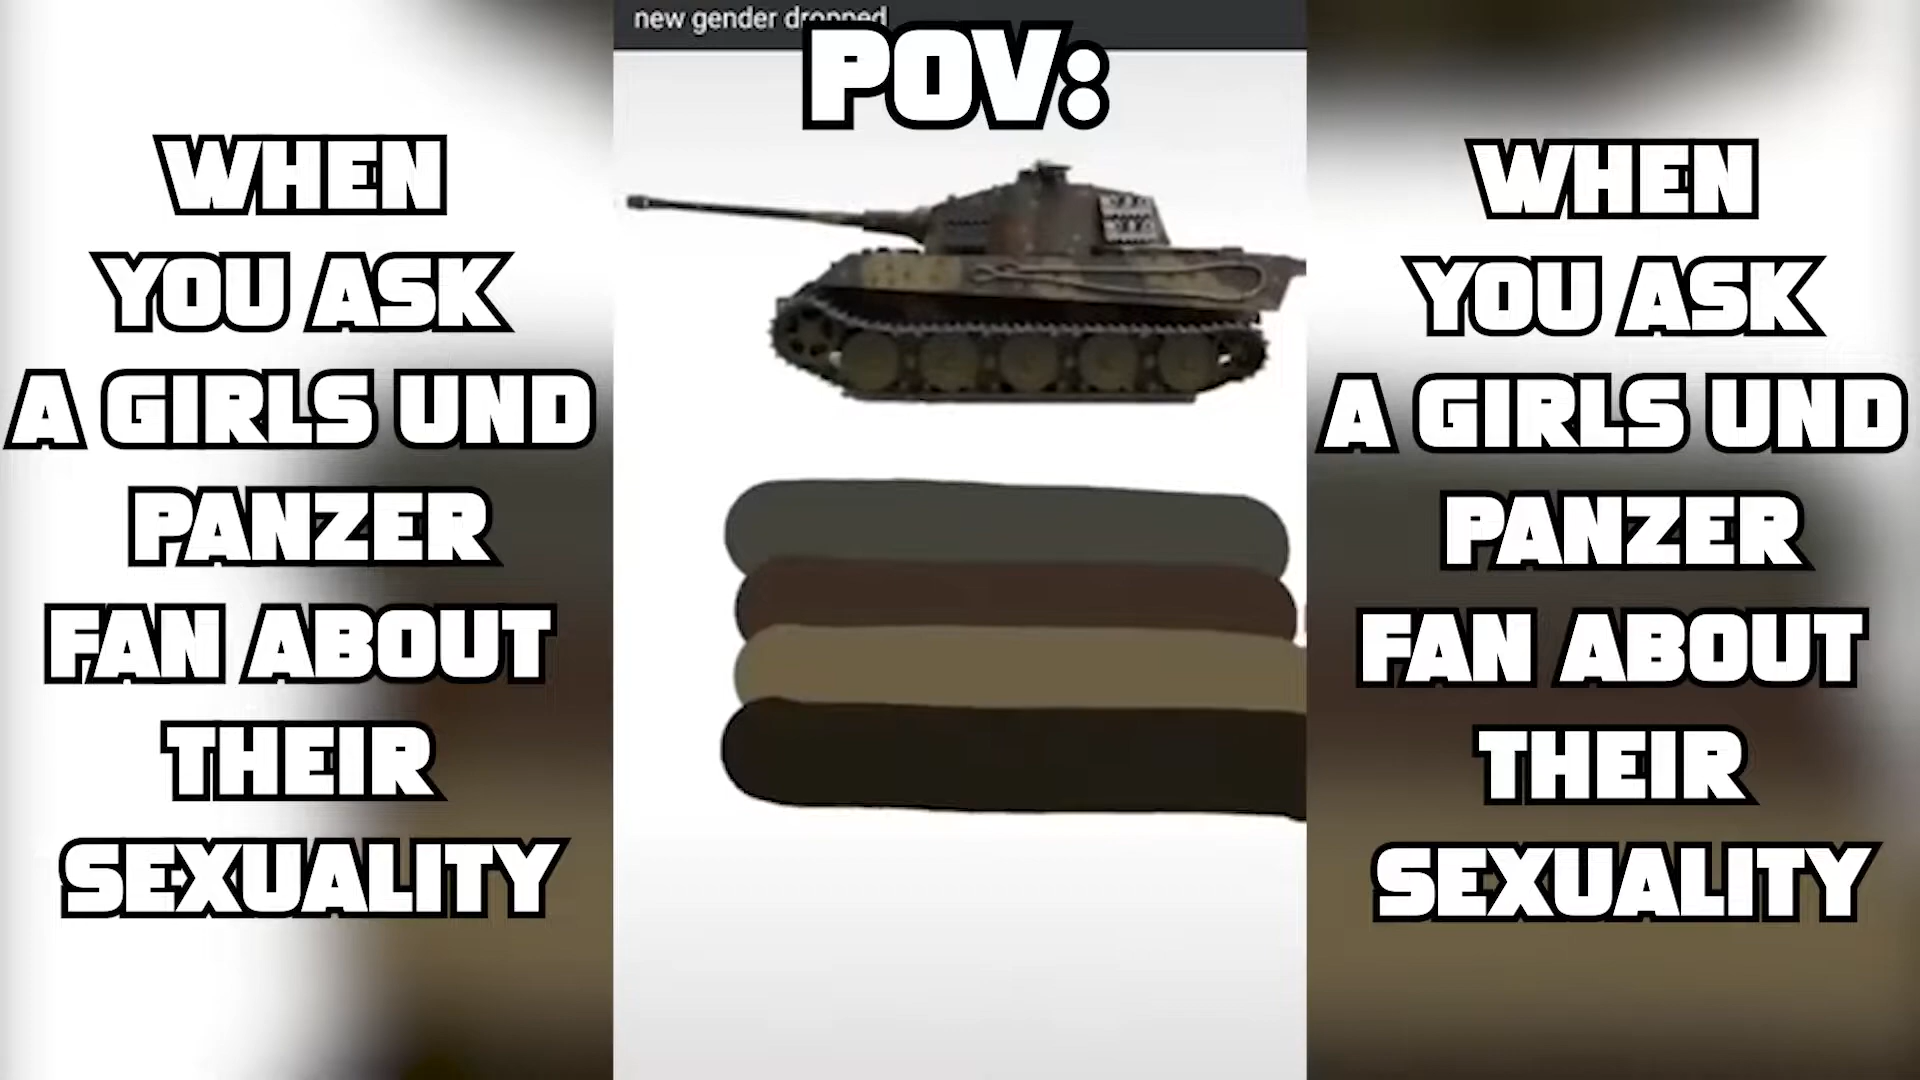 new gender dropped
POV:
WHEN
YOU ASK
A GIRLS UND
PANZER
FAN ABOUT
THEIR
SEXUALITY
WHEN
YOU ASK
A GIRLS UND
PANZER
FAN ABOUT
THEIR
SEXUALITY